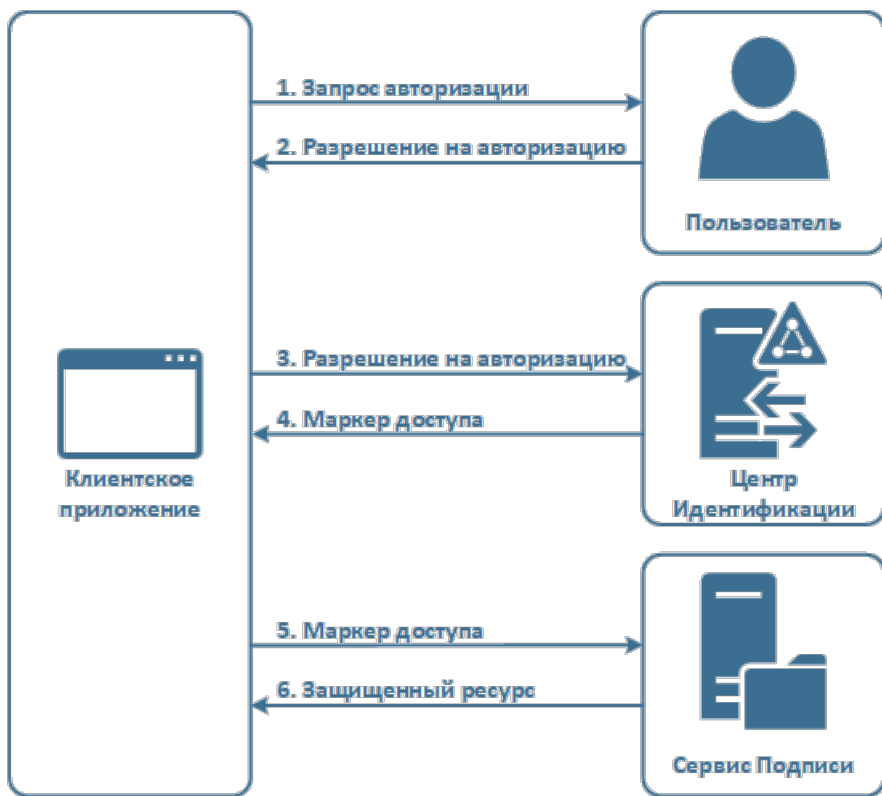 1. Запрос авторизации
2. Разрешение на авторизацию
Пользователь
3. Разрешение на авторизацию
4. Маркер доступа
Клиентское
приложение
Центр
Идентификации
5. Маркер доступа
6. Защищенный ресурс
Сервис Подписи